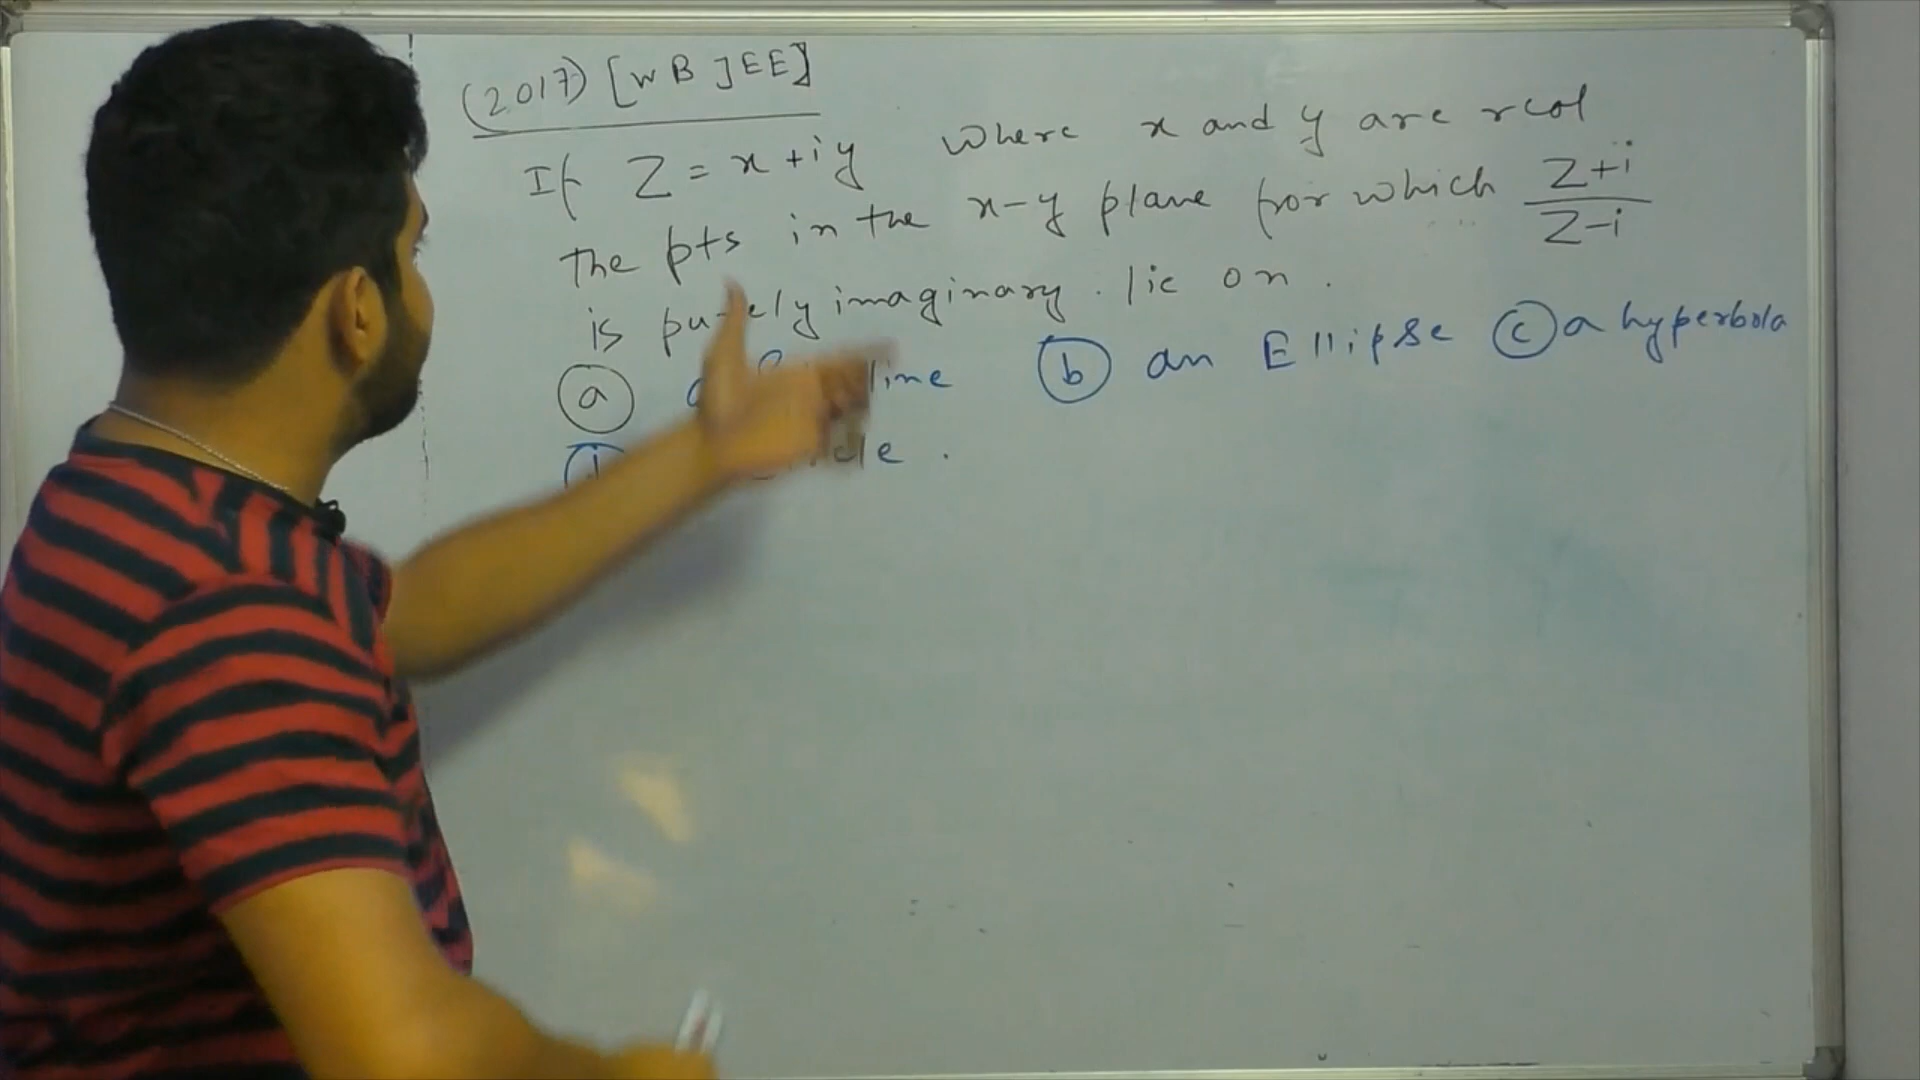 (2017) [WB JEE]
If Z = x + iy where x and y are real
the pts in the x-y plane for which Z+i / Z-i
is purely imaginary. lie on .
(a) line (b) an Ellipse (c) a hyperbola
(d)